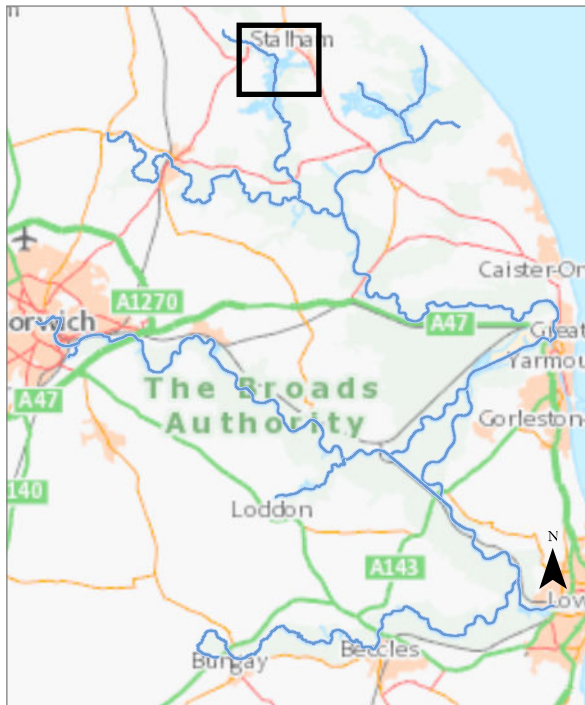 n
Stalham
Caister-On
A1270
orwich
A47
Great
Yarmou
The Broads
Authority
A47
Gorleston-
140
Loddon
N
A143
Low
Beccles
Bungay